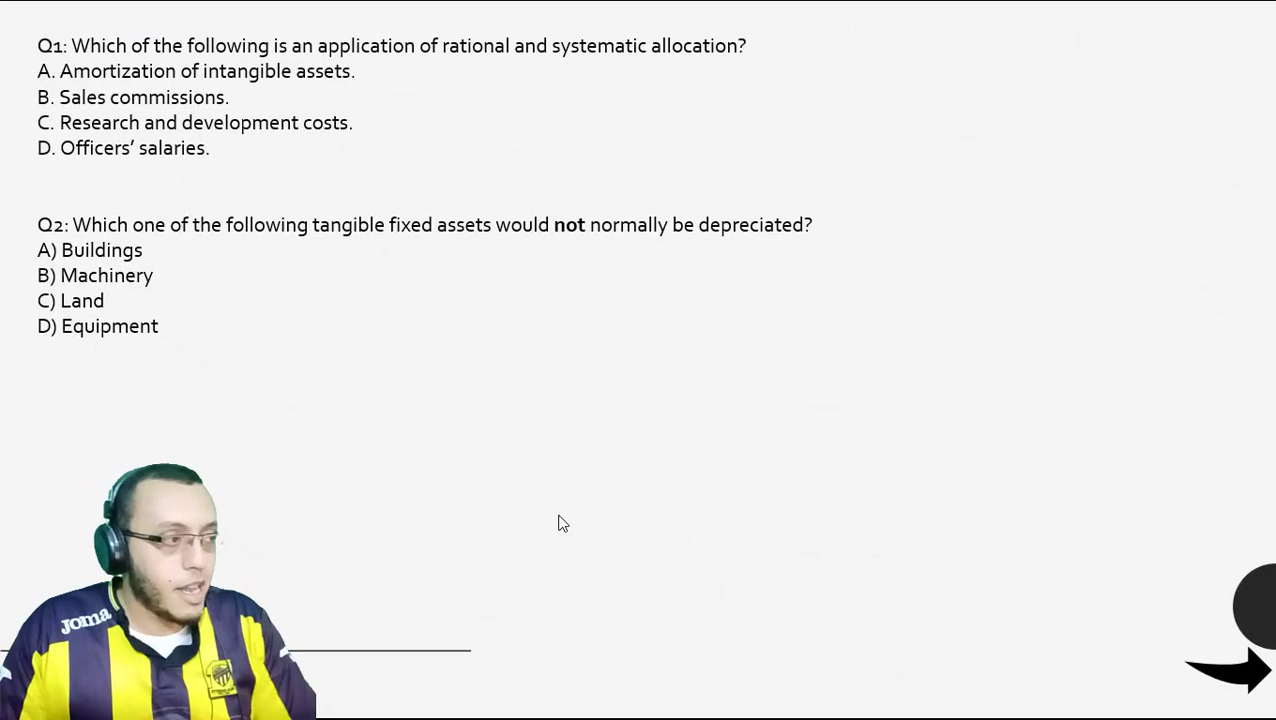 Q1: Which of the following is an application of rational and systematic allocation?
A. Amortization of intangible assets.
B. Sales commissions.
C. Research and development costs.
D. Officers’ salaries.
Q2: Which one of the following tangible fixed assets would not normally be depreciated?
A) Buildings
B) Machinery
C) Land
D) Equipment
Joma